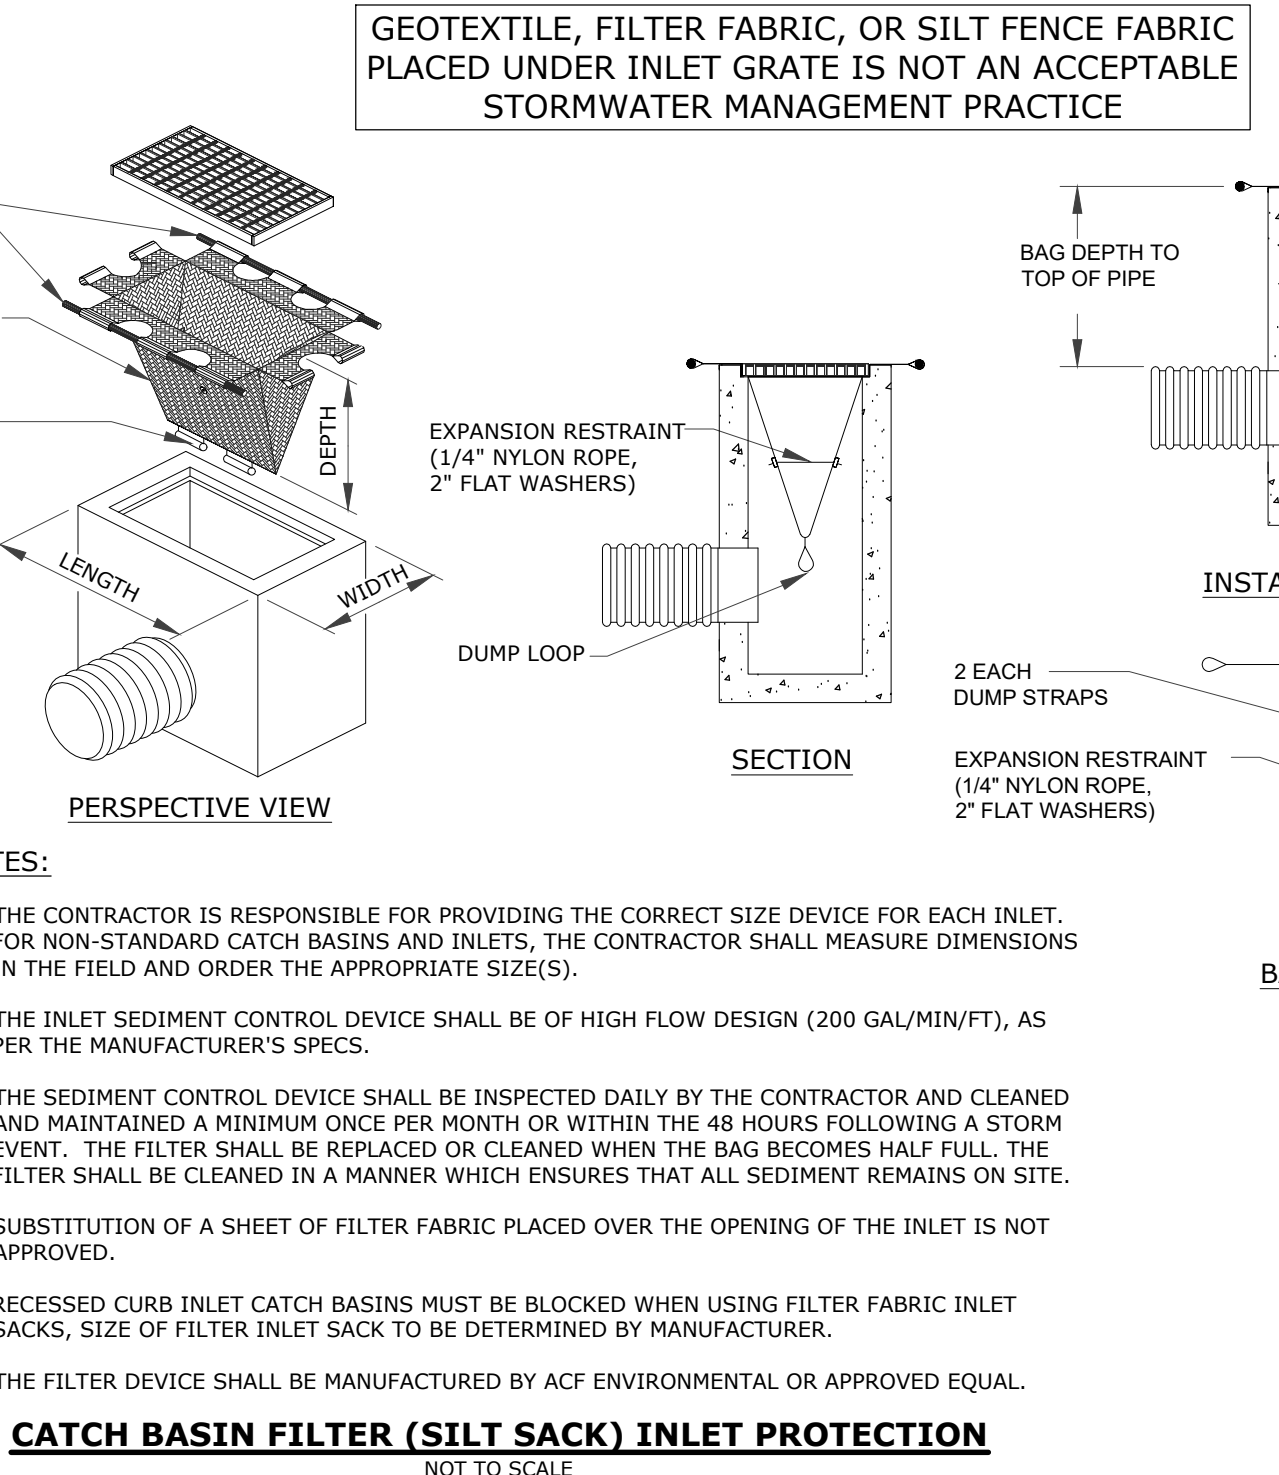 GEOTEXTILE, FILTER FABRIC, OR SILT FENCE FABRIC
PLACED UNDER INLET GRATE IS NOT AN ACCEPTABLE
STORMWATER MANAGEMENT PRACTICE
BAG DEPTH TO
TOP OF PIPE
DEPTH
LENGTH
WIDTH
PERSPECTIVE VIEW
EXPANSION RESTRAINT
(1/4" NYLON ROPE,
2" FLAT WASHERS)
DUMP LOOP
SECTION
INSTA
2 EACH
DUMP STRAPS
EXPANSION RESTRAINT
(1/4" NYLON ROPE,
2" FLAT WASHERS)
TES:
THE CONTRACTOR IS RESPONSIBLE FOR PROVIDING THE CORRECT SIZE DEVICE FOR EACH INLET.
FOR NON-STANDARD CATCH BASINS AND INLETS, THE CONTRACTOR SHALL MEASURE DIMENSIONS
IN THE FIELD AND ORDER THE APPROPRIATE SIZE(S).
THE INLET SEDIMENT CONTROL DEVICE SHALL BE OF HIGH FLOW DESIGN (200 GAL/MIN/FT), AS
PER THE MANUFACTURER'S SPECS.
THE SEDIMENT CONTROL DEVICE SHALL BE INSPECTED DAILY BY THE CONTRACTOR AND CLEANED
AND MAINTAINED A MINIMUM ONCE PER MONTH OR WITHIN THE 48 HOURS FOLLOWING A STORM
EVENT. THE FILTER SHALL BE REPLACED OR CLEANED WHEN THE BAG BECOMES HALF FULL. THE
FILTER SHALL BE CLEANED IN A MANNER WHICH ENSURES THAT ALL SEDIMENT REMAINS ON SITE.
SUBSTITUTION OF A SHEET OF FILTER FABRIC PLACED OVER THE OPENING OF THE INLET IS NOT
APPROVED.
RECESSED CURB INLET CATCH BASINS MUST BE BLOCKED WHEN USING FILTER FABRIC INLET
SACKS, SIZE OF FILTER INLET SACK TO BE DETERMINED BY MANUFACTURER.
THE FILTER DEVICE SHALL BE MANUFACTURED BY ACF ENVIRONMENTAL OR APPROVED EQUAL.
CATCH BASIN FILTER (SILT SACK) INLET PROTECTION
NOT TO SCALE